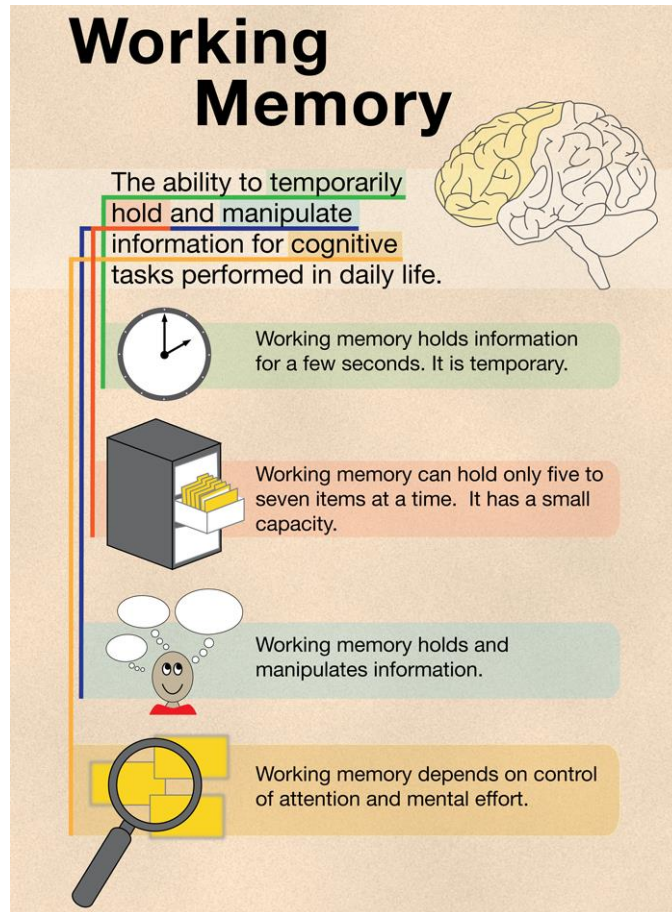 Working
Memory
The ability to temporarily
hold and manipulate
information for cognitive
tasks performed in daily life.
Working memory holds information
for a few seconds. It is temporary.
Working memory can hold only five to
seven items at a time.  It has a small
capacity.
Working memory holds and
manipulates information.
Working memory depends on control
of attention and mental effort.